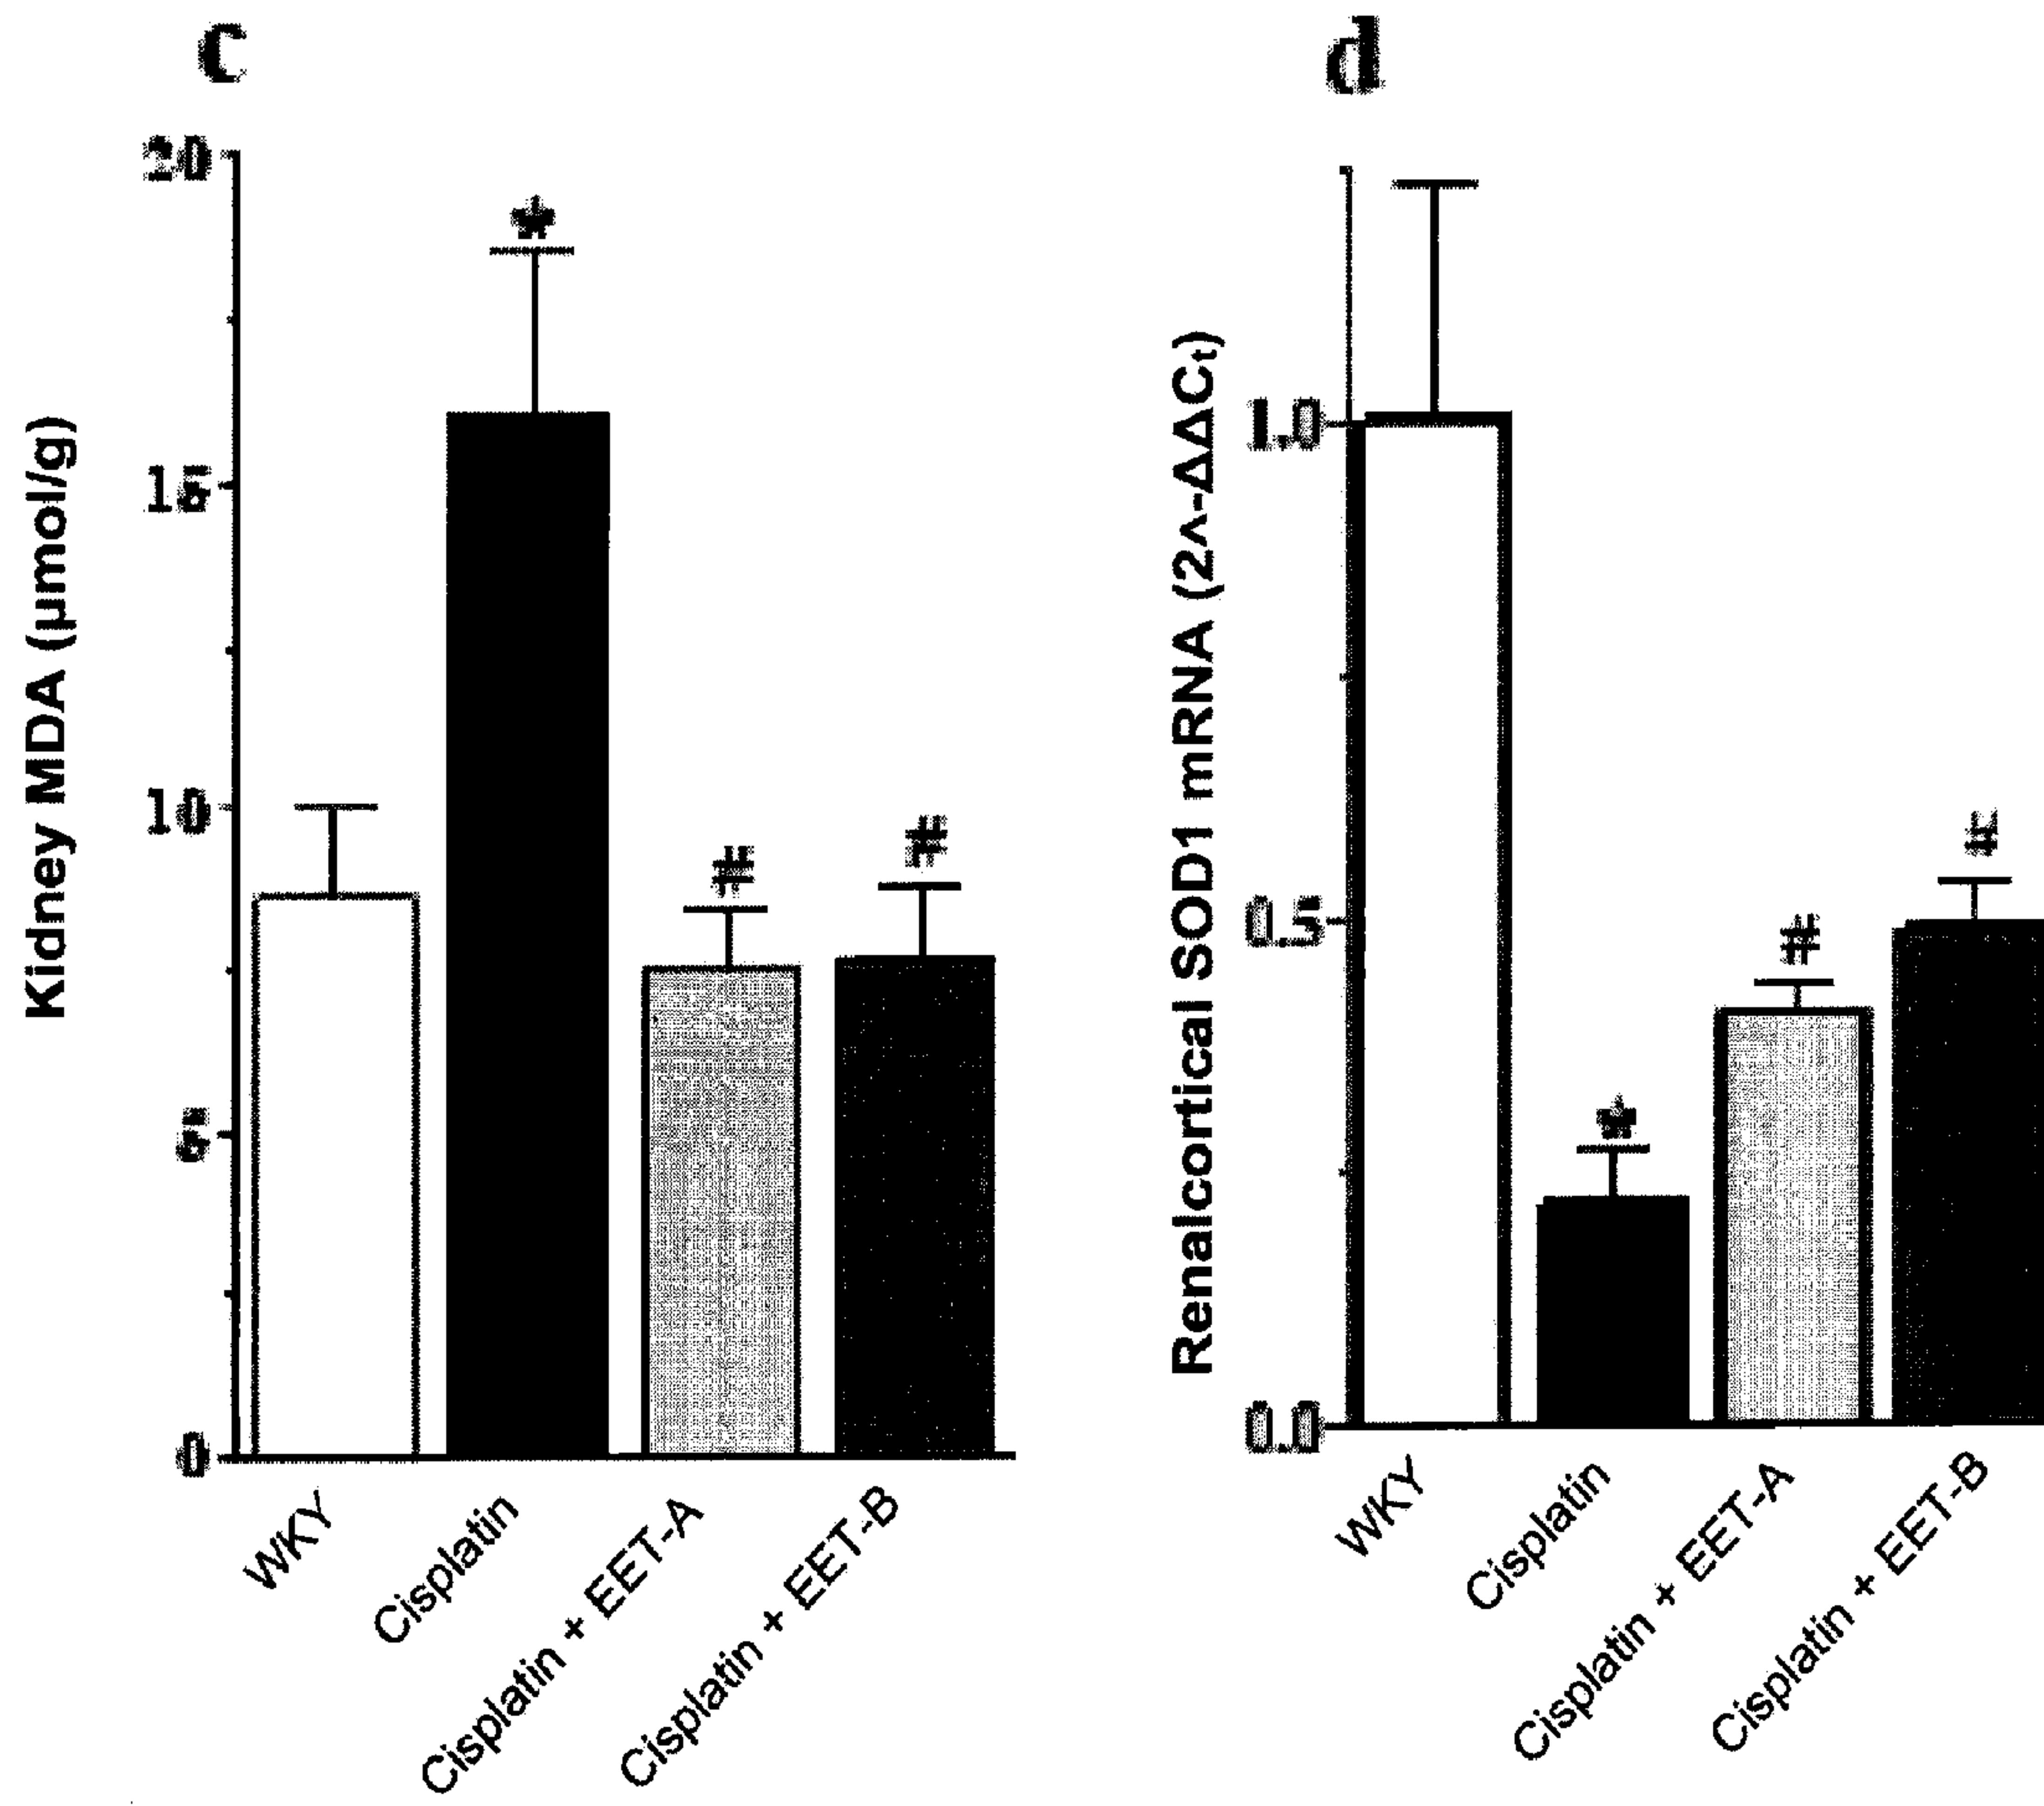 c
20
*
15
10
#
#
5
0
Kidney MDA (µmol/g)
WKY
Cisplatin
Cisplatin + EET-A
Cisplatin + EET-B
d
1.0
#
0.5
#
*
0.0
Renalcortical SOD1 mRNA (2^-ΔΔCt)
WKY
Cisplatin
Cisplatin + EET-A
Cisplatin + EET-B